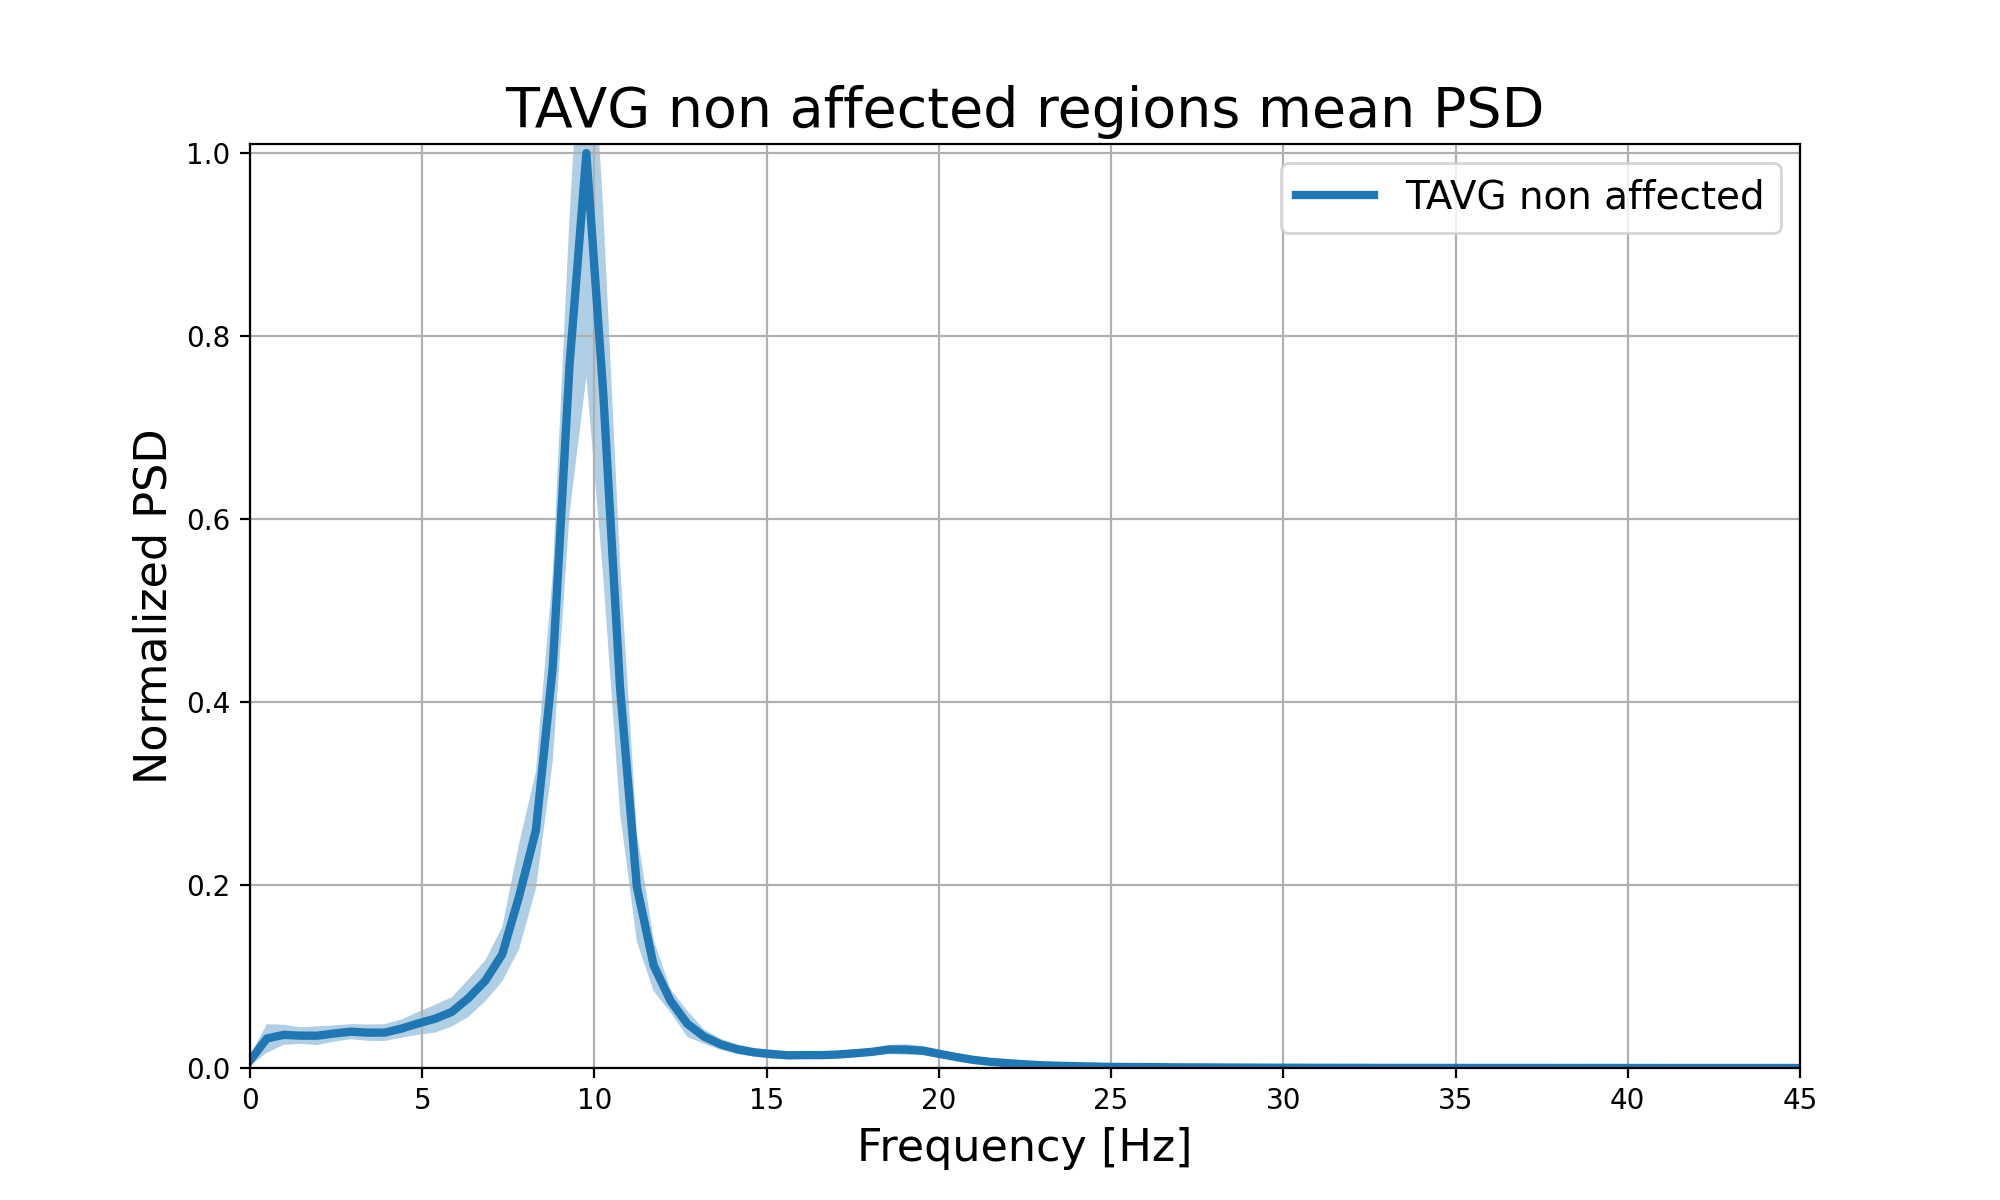 TAVG non affected regions mean PSD
TAVG non affected
Normalized PSD
1.0
0.8
0.6
0.4
0.2
0.0
0 5 10 15 20 25 30 35 40 45
Frequency [Hz]